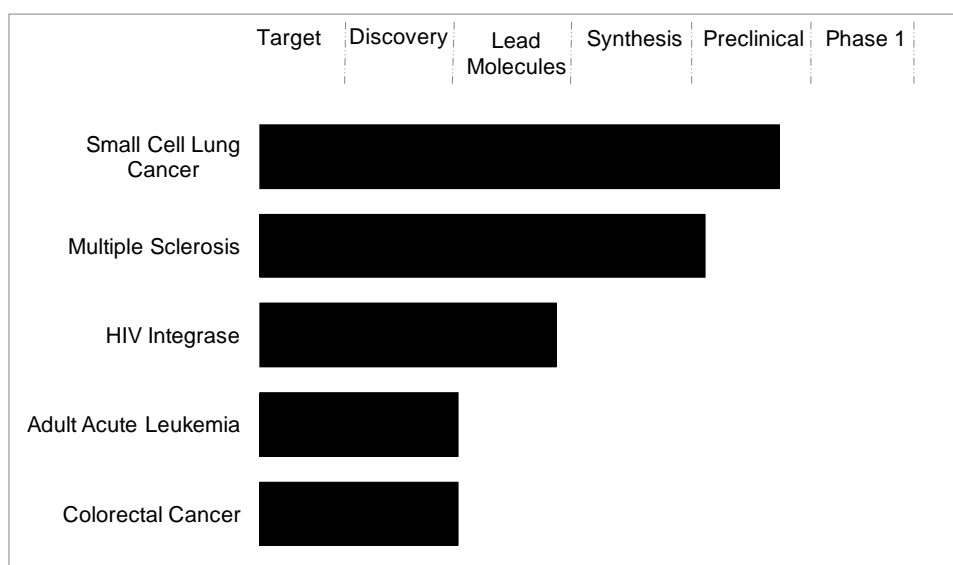 Target Discovery Lead Synthesis Preclinical Phase 1
Molecules
Small Cell Lung
Cancer
Multiple Sclerosis
HIV Integrase
Adult Acute Leukemia
Colorectal Cancer